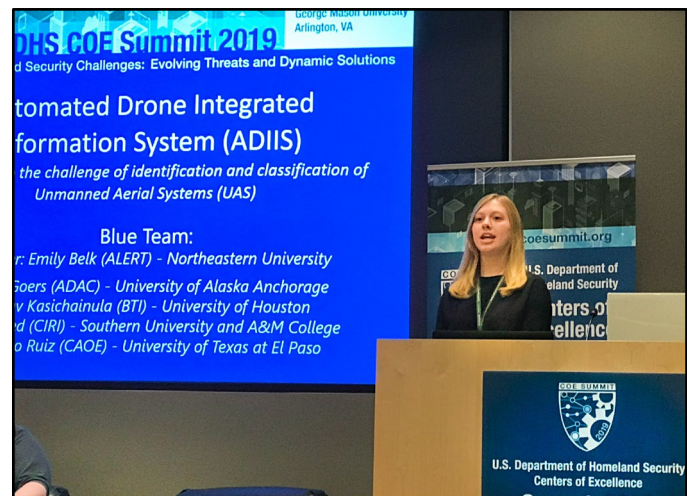 George Mason University
Arlington, VA
DHS COE Summit 2019
d Security Challenges: Evolving Threats and Dynamic Solutions
tomated Drone Integrated
formation System (ADIIS)
the challenge of identification and classification of
Unmanned Aerial Systems (UAS)
Blue Team:
r: Emily Belk (ALERT) - Northeastern University
Goers (ADAC) - University of Alaska Anchorage
v Kasichainula (BTI) - University of Houston
d (CIRI) - Southern University and A&M College
o Ruiz (CAOE) - University of Texas at El Paso
coesummit.org
U.S. Department of
eland Security
ters of
ellence
COE SUMMIT
2019
U.S. Department of Homeland Security
Centers of Excellence